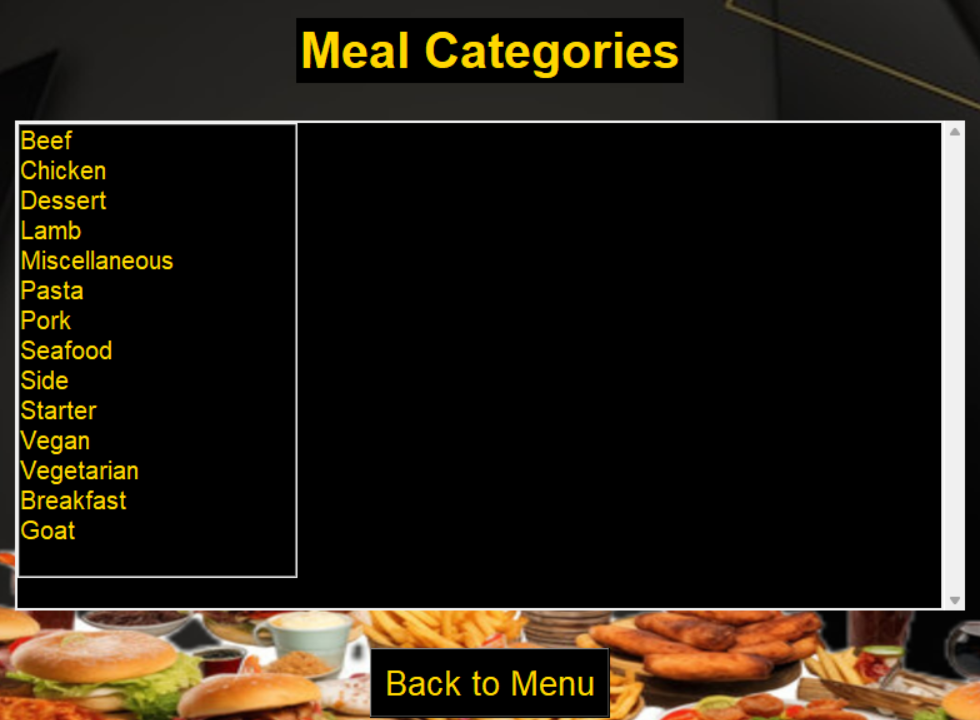 Meal Categories
Beef
Chicken
Dessert
Lamb
Miscellaneous
Pasta
Pork
Seafood
Side
Starter
Vegan
Vegetarian
Breakfast
Goat
Back to Menu